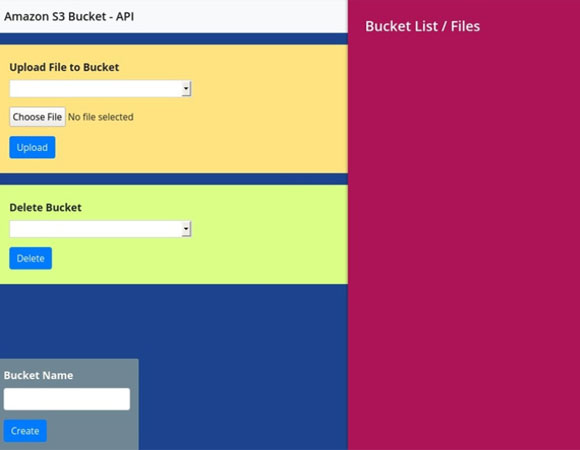 Amazon S3 Bucket - API
Bucket List / Files
Upload File to Bucket
Choose File No file selected
Upload
Delete Bucket
Delete
Bucket Name
Create